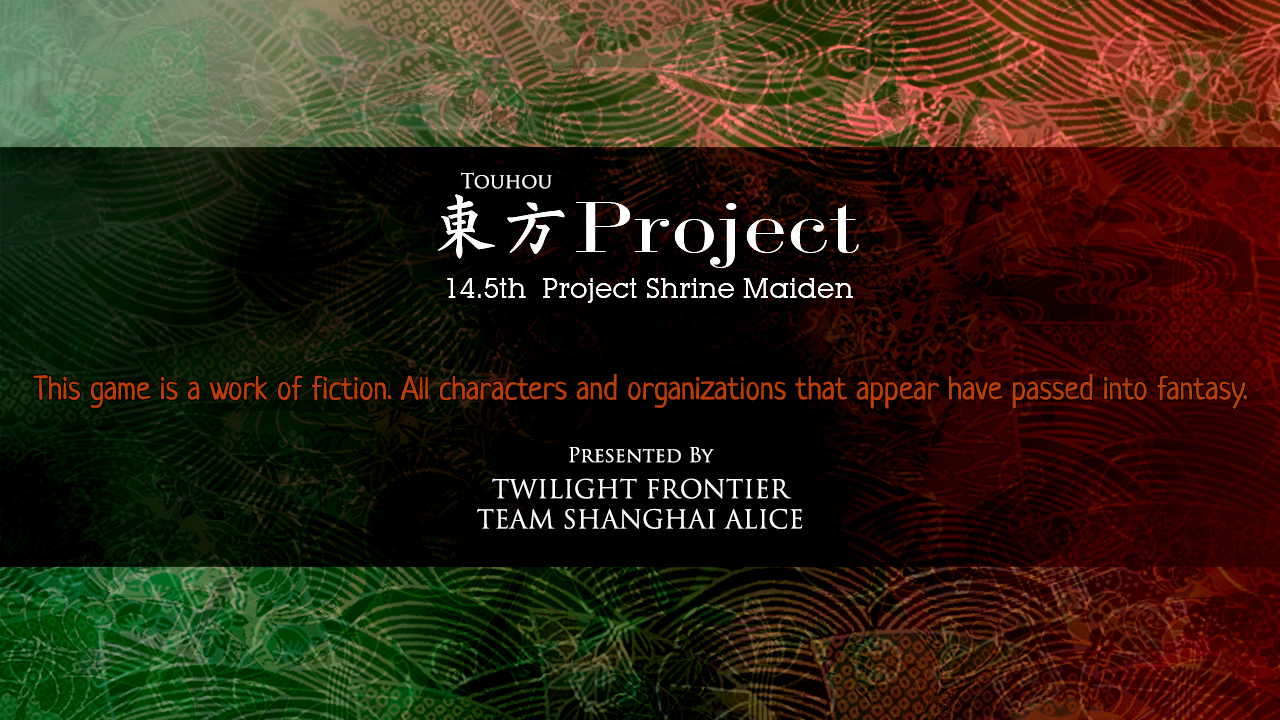 Touhou
東方Project
14.5th Project Shrine Maiden
This game is a work of fiction. All characters and organizations that appear have passed into fantasy.
Presented By
TWILIGHT FRONTIER
TEAM SHANGHAI ALICE